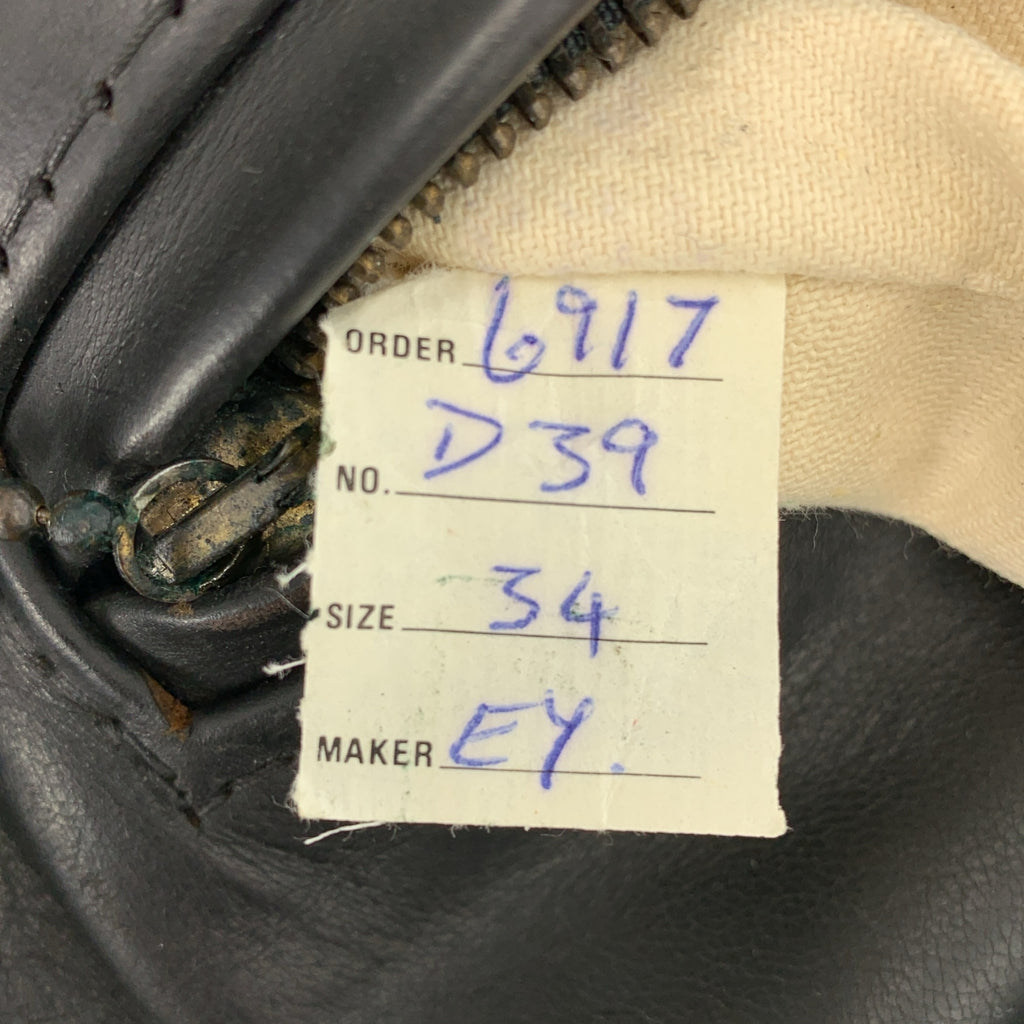 ORDER 6917
NO. D39
SIZE 34
MAKER EY.